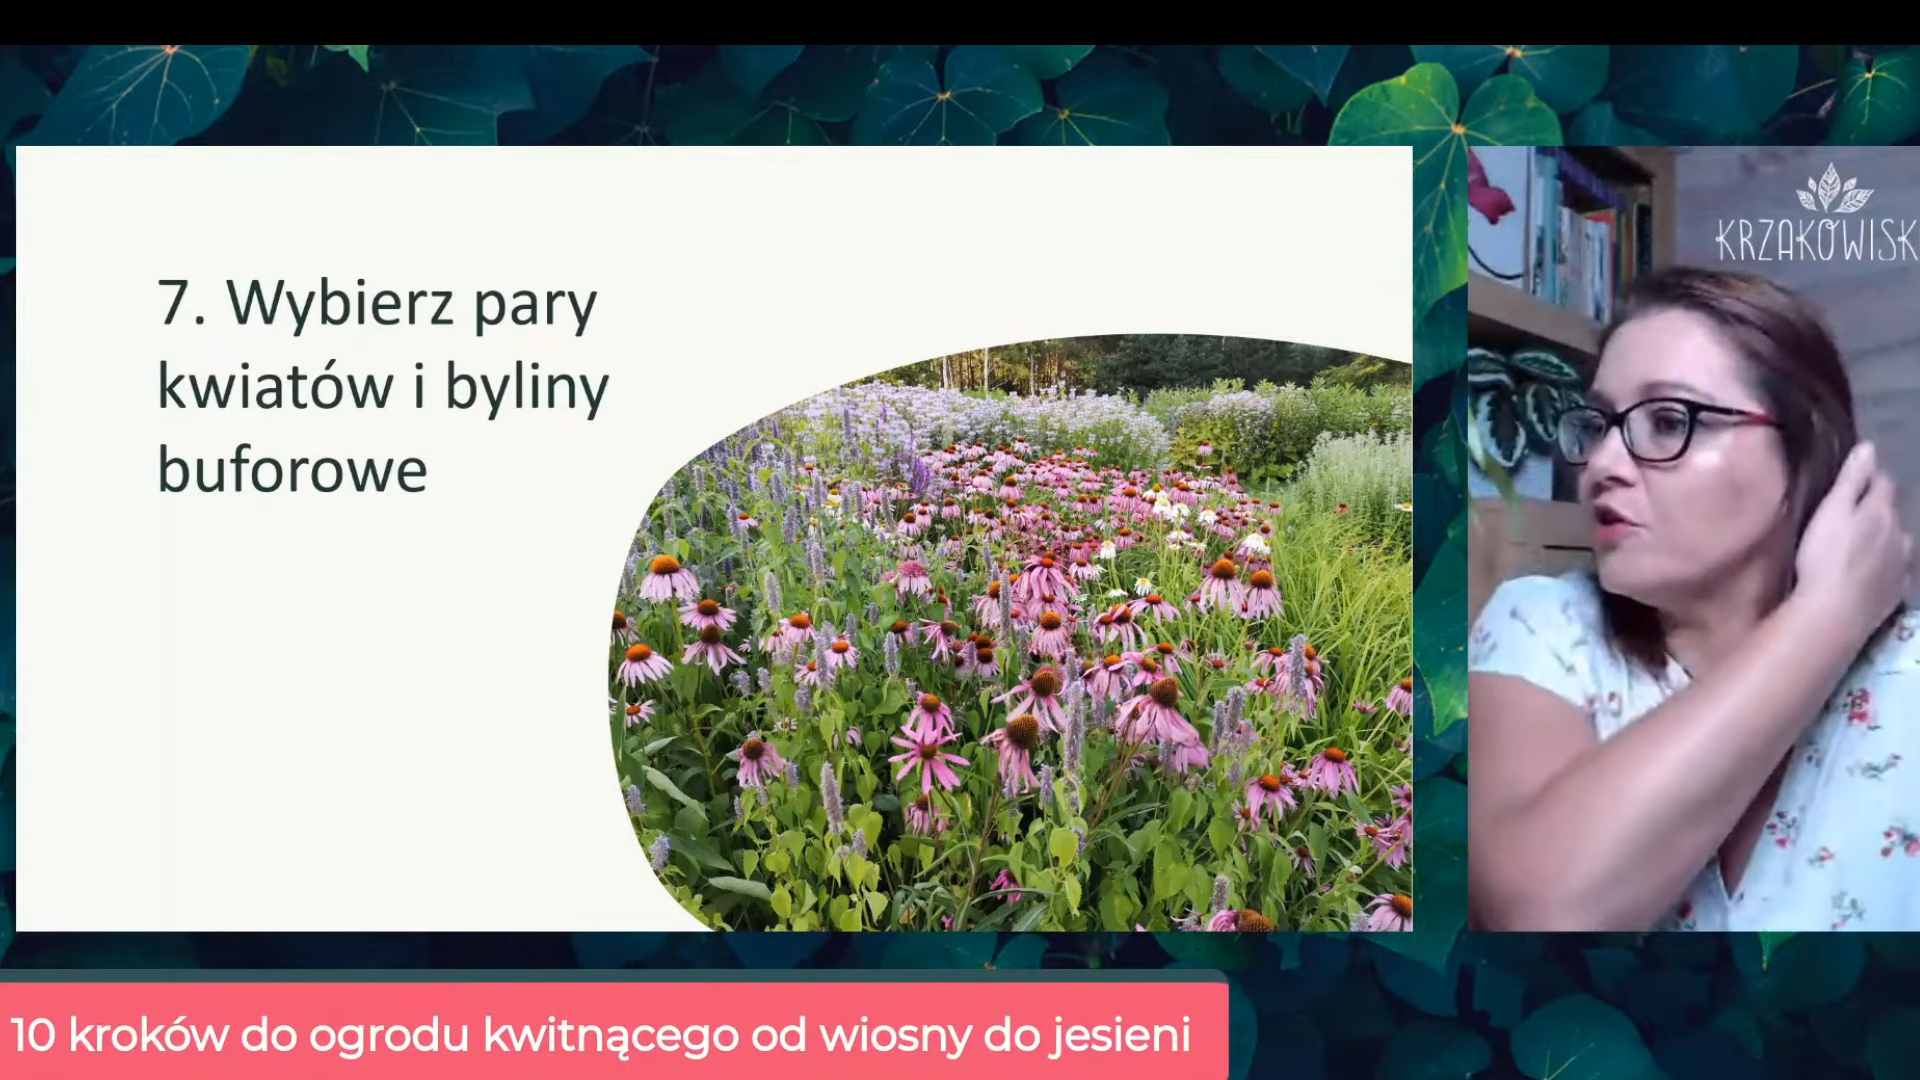 KRZAKOWISK
7. Wybierz pary
kwiatów i byliny
buforowe
10 kroków do ogrodu kwitnącego od wiosny do jesieni